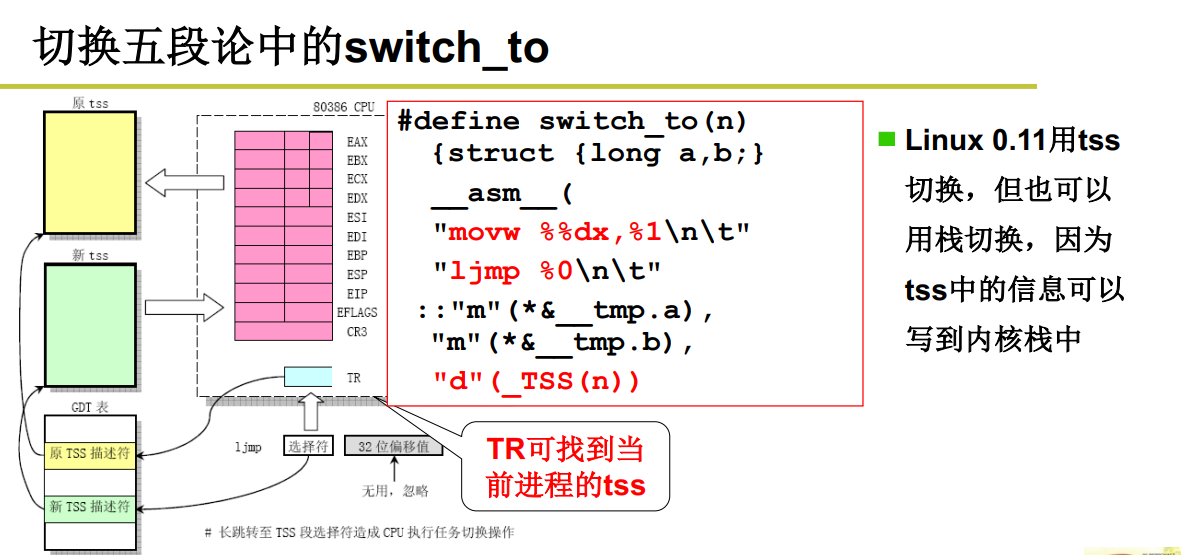 切换五段论中的switch_to
原 tss
新 tss
GDT 表
原 TSS 描述符
新 TSS 描述符
80386 CPU
EAX
EBX
ECX
EDX
ESI
EDI
EBP
ESP
EIP
EFLAGS
CR3
TR
ljmp 选择符 32 位偏移值
无用，忽略
# 长跳转至 TSS 段选择符造成 CPU 执行任务切换操作
#define switch_to(n)
{struct {long a,b;}
__asm__(
"movw %%dx,%1\n\t"
"ljmp %0\n\t"
::"m"(*&__tmp.a),
"m"(*&__tmp.b),
"d"(_TSS(n))
TR可找到当
前进程的tss
Linux 0.11用tss
切换，但也可以
用栈切换，因为
tss中的信息可以
写到内核栈中